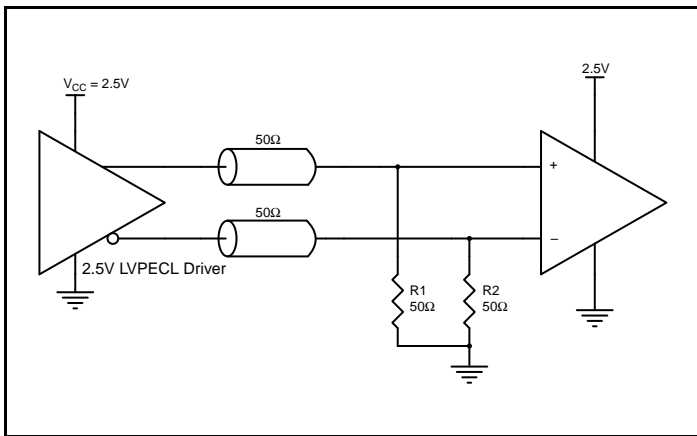 V_CC = 2.5V
2.5V
50Ω
+
50Ω
–
2.5V LVPECL Driver
R1
50Ω
R2
50Ω